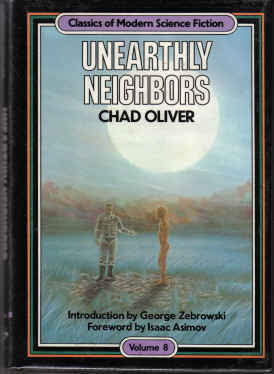 Classics of Modern Science Fiction
UNEARTHLY
NEIGHBORS
CHAD OLIVER
Introduction by George Zebrowski
Foreword by Isaac Asimov
Volume 8